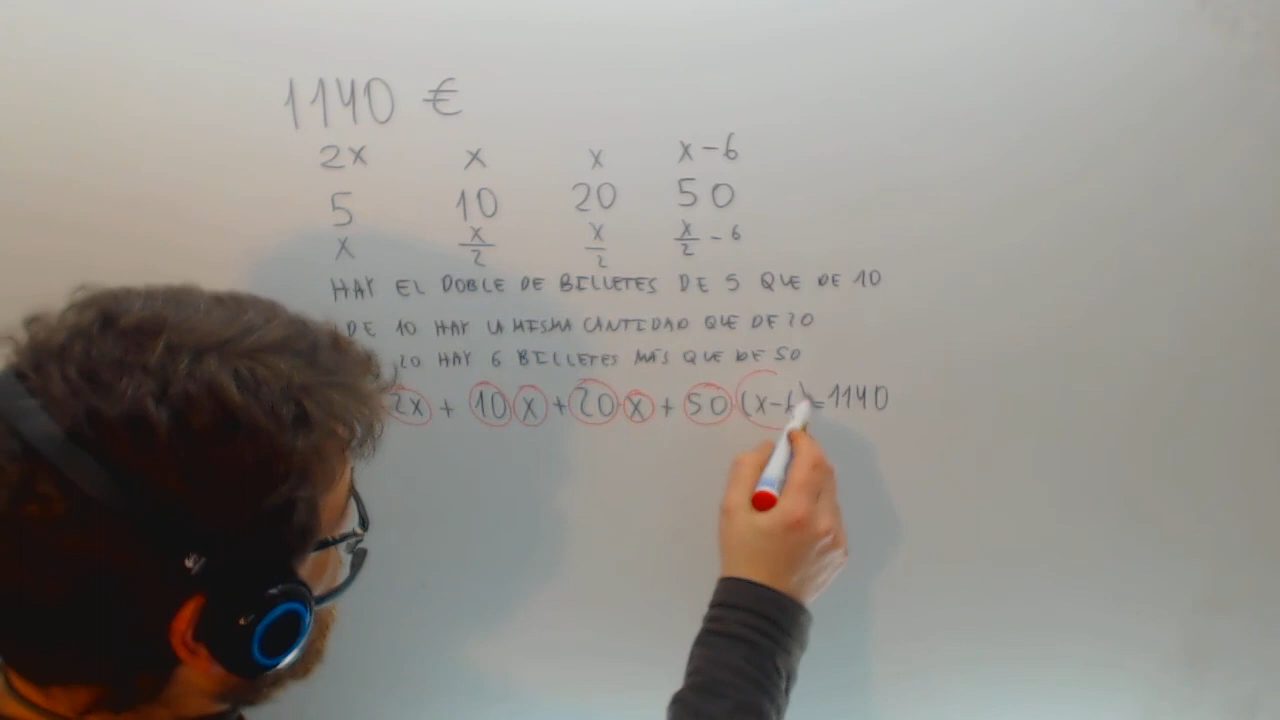 1140 €
2x x x x-6
5 10 20 50
x x/2 x/2 x/2 - 6
HAY EL DOBLE DE BILLETES DE 5 QUE DE 10
DE 10 HAY LA MISMA CANTIDAD QUE DE 20
20 HAY 6 BILLETES MÁS QUE DE 50
2x + 10 x + 20 x + 50 (x-6) = 1140